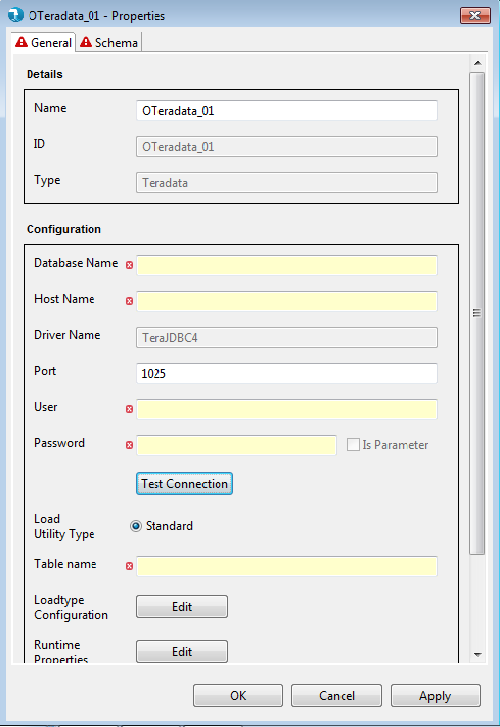 OTeradata_01 - Properties
General Schema
Details
Name OTeradata_01
ID OTeradata_01
Type Teradata
Configuration
Database Name
Host Name
Driver Name TeraJDBC4
Port 1025
User
Password Is Parameter
Test Connection
Load
Utility Type Standard
Table name
Loadtype
Configuration Edit
Runtime
Properties Edit
OK Cancel Apply